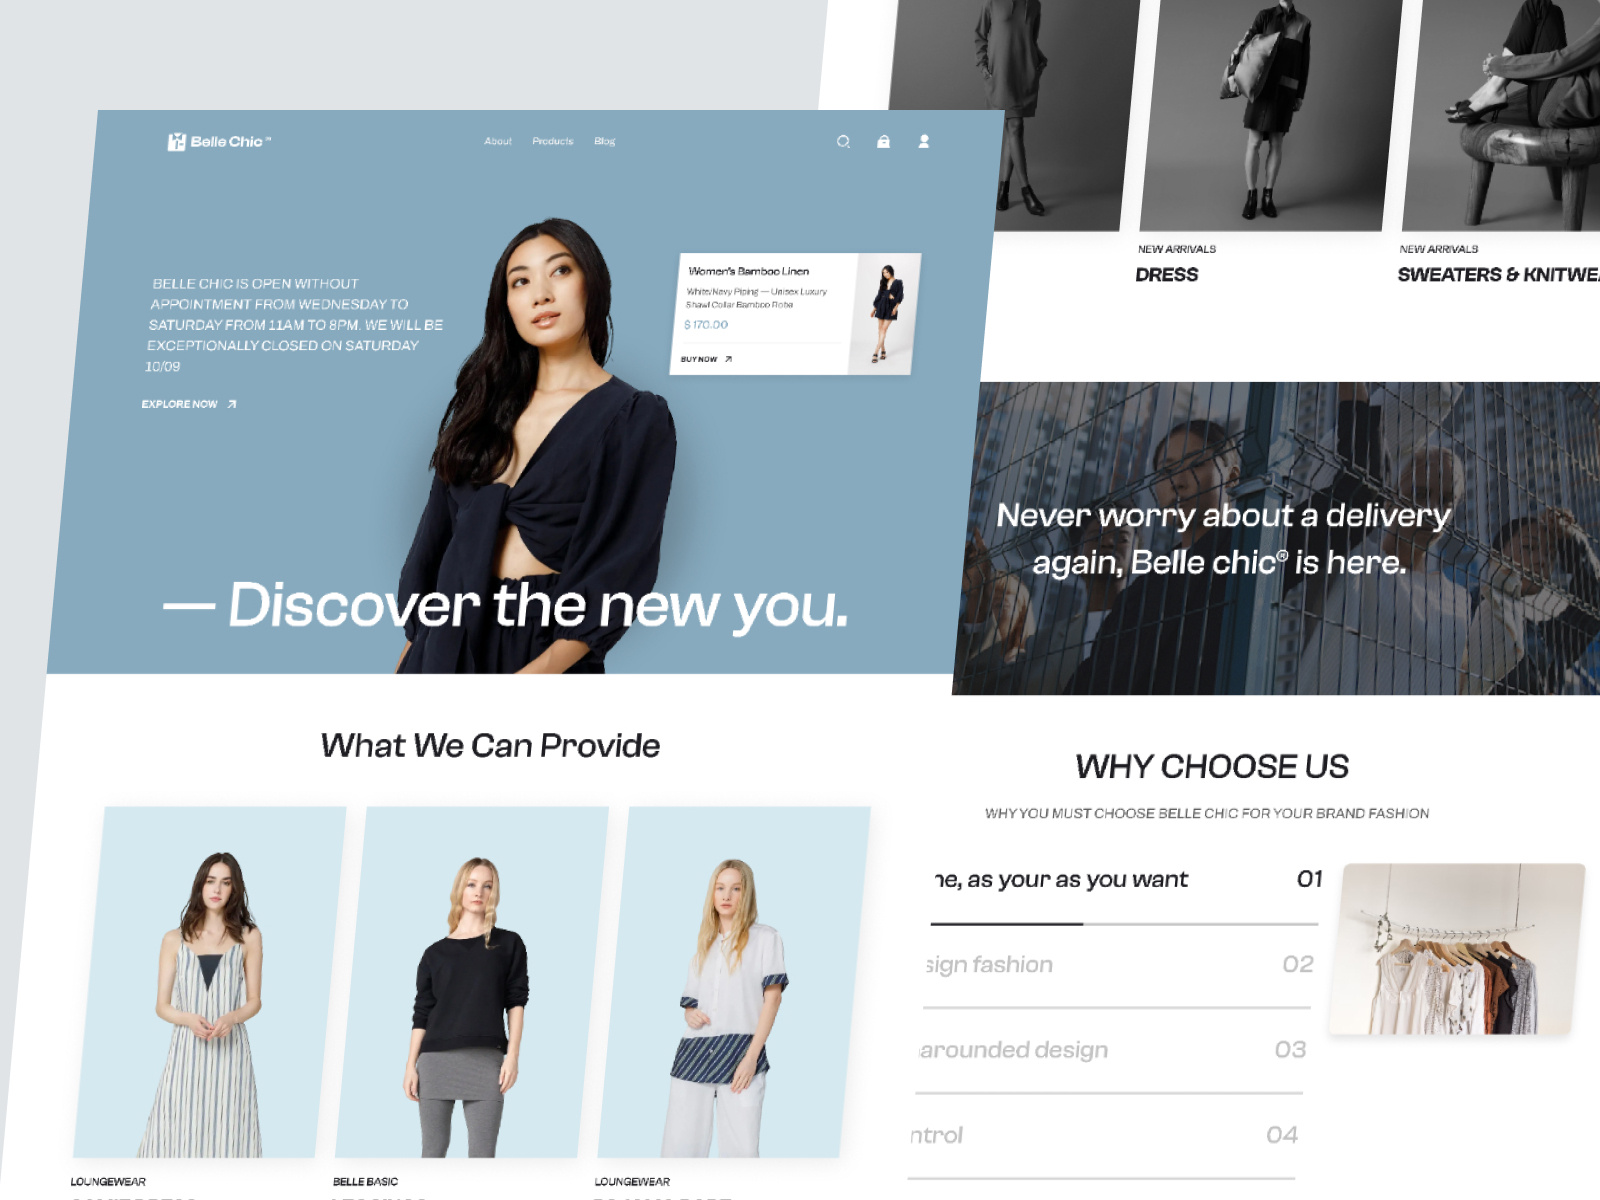 Belle Chic
About Products Blog
BELLE CHIC IS OPEN WITHOUT
APPOINTMENT FROM WEDNESDAY TO
SATURDAY FROM 11AM TO 8PM. WE WILL BE
EXCEPTIONALLY CLOSED ON SATURDAY
10/09
EXPLORE NOW
Women's Bamboo Linen
White/Navy Piping — Unisex Luxury
Shawl Collar Bamboo Robe
$170.00
BUY NOW
— Discover the new you.
What We Can Provide
LOUNGEWEAR
BELLE BASIC
LOUNGEWEAR
NEW ARRIVALS
DRESS
NEW ARRIVALS
SWEATERS & KNITWEA
Never worry about a delivery
again, Belle chic® is here.
WHY CHOOSE US
WHY YOU MUST CHOOSE BELLE CHIC FOR YOUR BRAND FASHION
ne, as your as you want 01
sign fashion 02
arounded design 03
ntrol 04